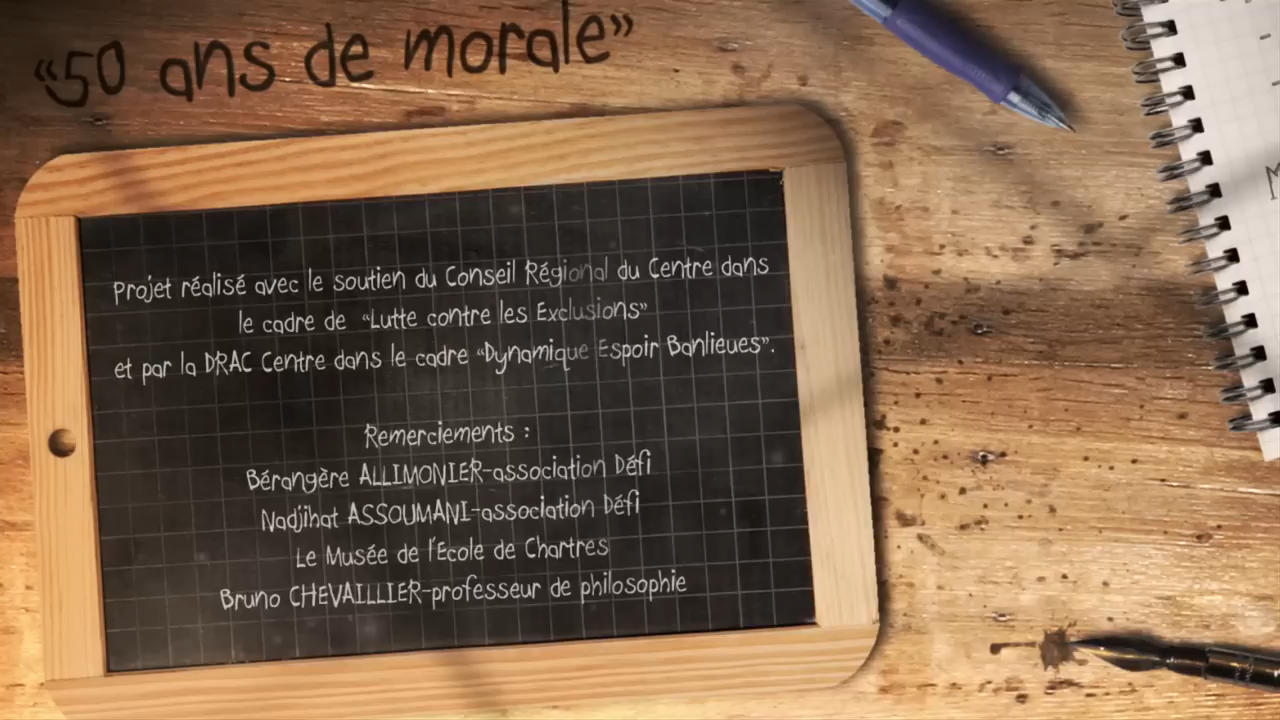 “50 ans de morale”
Projet réalisé avec le soutien du Conseil Régional du Centre dans
le cadre de “Lutte contre les Exclusions”
et par la DRAC Centre dans le cadre “Dynamique Espoir Banlieues”.
Remerciements :
Bérangère ALLIMONIER-association Défi
Nadjihat ASSOUMANI-association Défi
Le Musée de l'Ecole de Chartres
Bruno CHEVAILLIER-professeur de philosophie